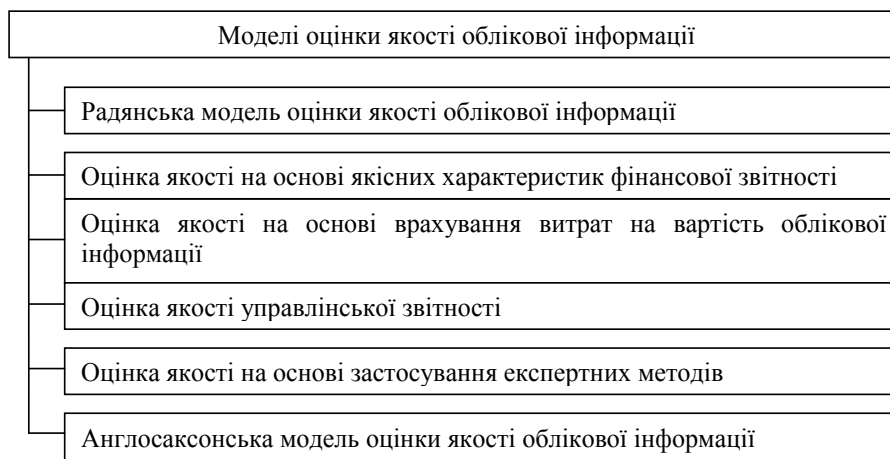 Моделі оцінки якості облікової інформації
Радянська модель оцінки якості облікової інформації
Оцінка якості на основі якісних характеристик фінансової звітності
Оцінка якості на основі врахування витрат на вартість облікової
інформації
Оцінка якості управлінської звітності
Оцінка якості на основі застосування експертних методів
Англосаксонська модель оцінки якості облікової інформації